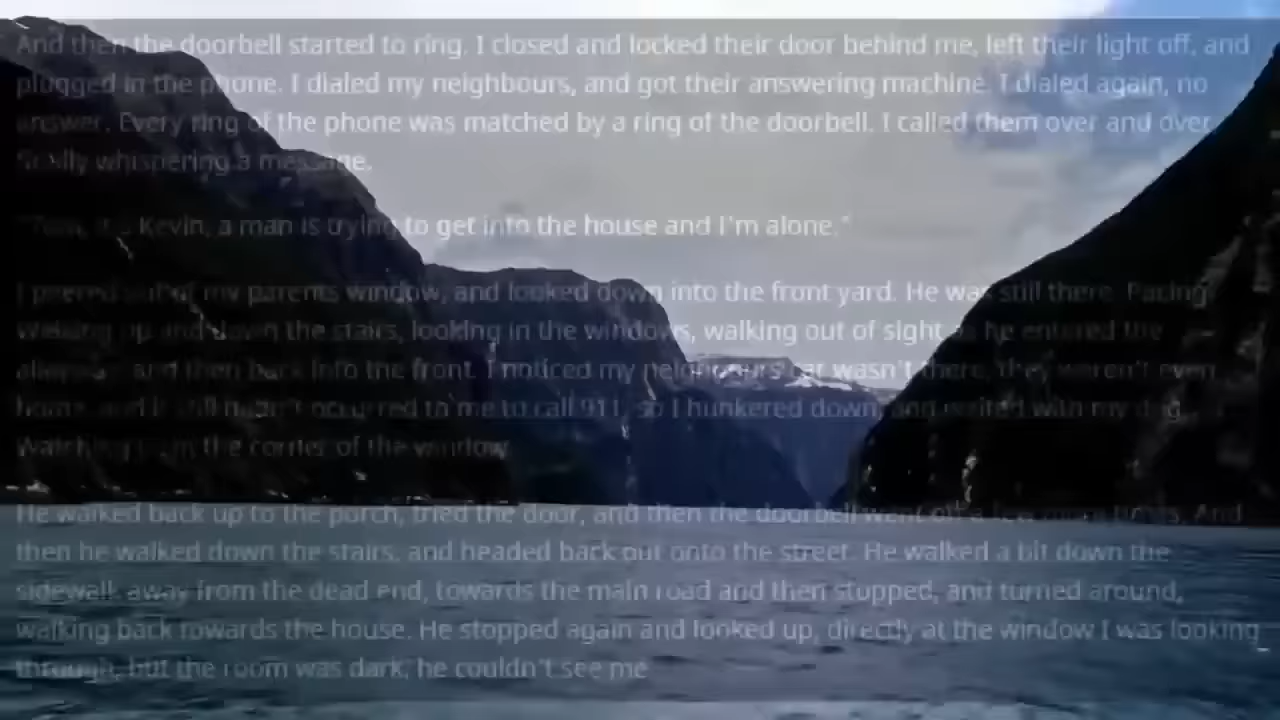 And then the doorbell started to ring. I closed and locked their door behind me, left their light off, and
plugged in the phone. I dialed my neighbours, and got their answering machine. I dialed again, no
answer. Every ring of the phone was matched by a ring of the doorbell. I called them over and over
finally whispering a message.
it's Kevin, a man is trying to get into the house and I'm alone."
I peered out of my parents window, and looked down into the front yard. He was still there. Pacing
walking up and down the stairs, looking in the windows, walking out of sight as he entered the
alleyway and then back into the front. I noticed my neighbours' car wasn't there, they weren't even
home, and it still hadn't occurred to me to call 911, so I hunkered down, and waited with my dog
Watching from the corner of the window
He walked back up to the porch, tried the door, and then the doorbell went off a few more times. And
then he walked down the stairs, and headed back out onto the street. He walked a bit down the
sidewalk, away from the dead end, towards the main road and then stopped, and turned around,
walking back towards the house. He stopped again and looked up, directly at the window I was looking
through, but the room was dark, he couldn't see me